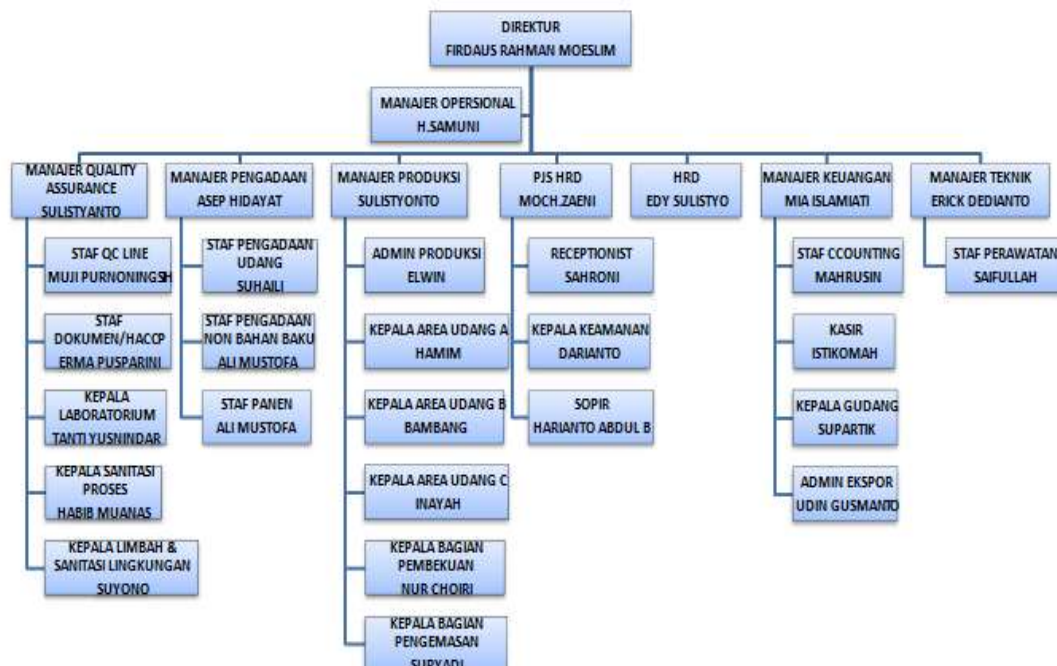 DIREKTUR
FIRDAUS RAHMAN MOESLIM
MANAJER OPERSIONAL
H.SAMUNI
MANAJER QUALITY
ASSURANCE
SULISTYANTO
MANAJER PENGADAAN
ASEP HIDAYAT
MANAJER PRODUKSI
SULISTYONTO
PJS HRD
MOCH.ZAENI
HRD
EDY SULISTYO
MANAJER KEUANGAN
MIA ISLAMIATI
MANAJER TEKNIK
ERICK DEDIANTO
STAF QC LINE
MUJI PURNONINGSIH
STAF
DOKUMEN/HACCP
ERMA PUSPARINI
KEPALA
LABORATORIUM
TANTI YUSNINDAR
KEPALA SANITASI
PROSES
HABIB MUANAS
KEPALA LIMBAH &
SANITASI LINGKUNGAN
SUYONO
STAF PENGADAAN
UDANG
SUHAILI
STAF PENGADAAN
NON BAHAN BAKU
ALI MUSTOFA
STAF PANEN
ALI MUSTOFA
ADMIN PRODUKSI
ELWIN
KEPALA AREA UDANG A
HAMIM
KEPALA AREA UDANG B
BAMBANG
KEPALA AREA UDANG C
INAYAH
KEPALA BAGIAN
PEMBEKUAN
NUR CHOIRI
KEPALA BAGIAN
PENGEMASAN
SURYADI
RECEPTIONIST
SAHRONI
KEPALA KEAMANAN
DARIANTO
SOPIR
HARIANTO ABDUL B
STAF CCOUNTING
MAHRUSIN
KASIR
ISTIKOMAH
KEPALA GUDANG
SUPARTIK
ADMIN EKSPOR
UDIN GUSMANTO
STAF PERAWATAN
SAIFULLAH